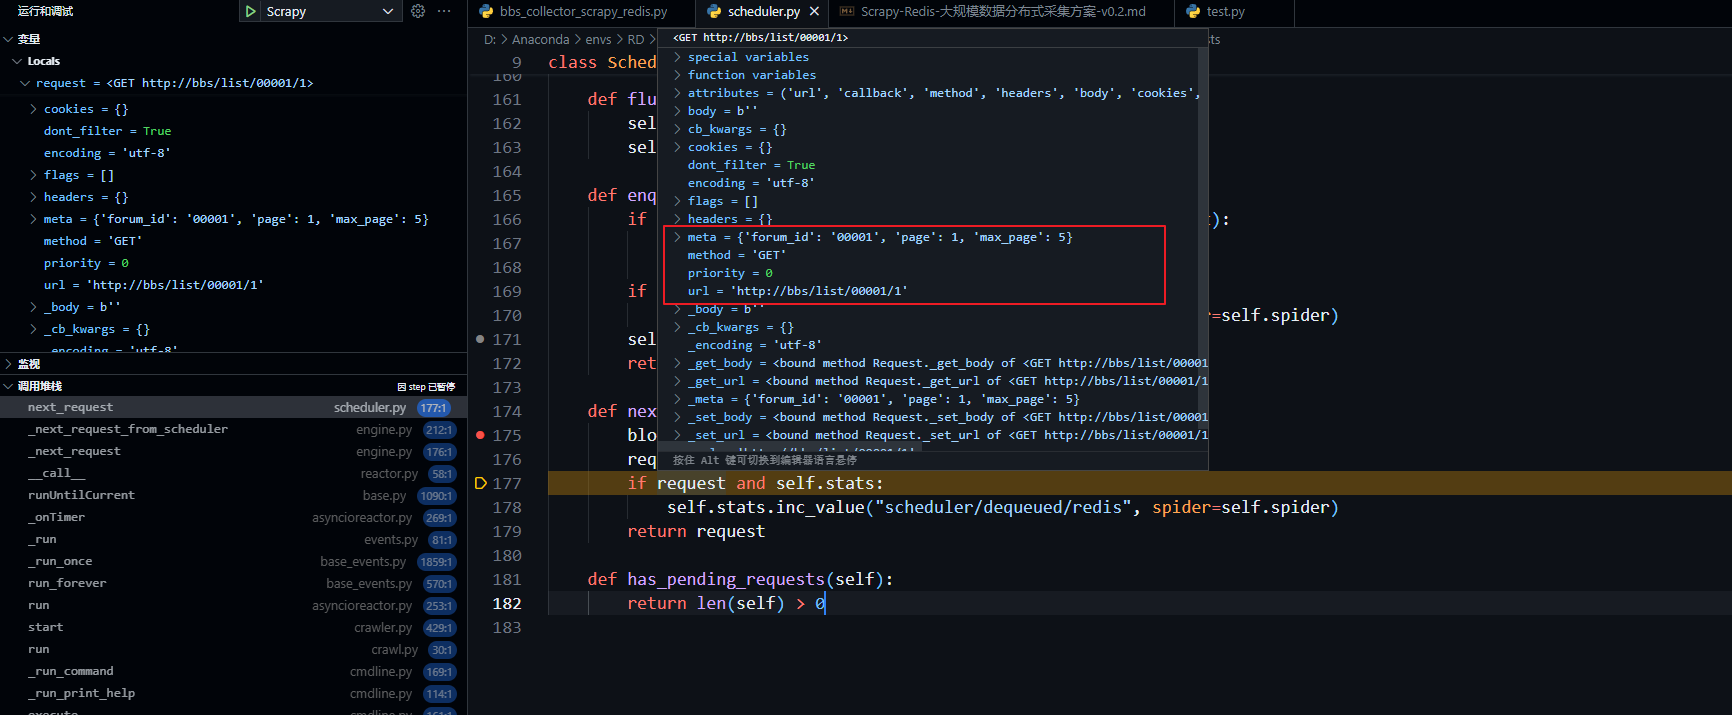 运行和调试
Scrapy
变量
Locals
request = <GET http://bbs/list/00001/1>
cookies = {}
dont_filter = True
encoding = 'utf-8'
flags = []
headers = {}
meta = {'forum_id': '00001', 'page': 1, 'max_page': 5}
method = 'GET'
priority = 0
url = 'http://bbs/list/00001/1'
_body = b''
_cb_kwargs = {}
_encoding = 'utf-8'
监视
调用堆栈
因 step 已暂停
next_request scheduler.py 177:1
_next_request_from_scheduler engine.py 212:1
_next_request engine.py 176:1
__call__ reactor.py 58:1
runUntilCurrent base.py 1090:1
_onTimer asyncioreactor.py 269:1
_run events.py 81:1
_run_once base_events.py 1859:1
run_forever base_events.py 570:1
run asyncioreactor.py 253:1
start crawler.py 429:1
run crawl.py 30:1
_run_command cmdline.py 169:1
_run_print_help cmdline.py 114:1
execute cmdline.py 161:1
bbs_collector_scrapy_redis.py
scheduler.py
Scrapy-Redis-大规模数据分布式采集方案-v0.2.md
test.py
D: > Anaconda > envs > RD >
ts
9 class Sched
160
161 def flu
162 sel
163 sel
164
165 def enq
166 if t):
167
168
169 if
170 r=self.spider)
171 sel
172 ret
173
174 def nex
175 blo
176 req
177 if request and self.stats:
178 self.stats.inc_value("scheduler/dequeued/redis", spider=self.spider)
179 return request
180
181 def has_pending_requests(self):
182 return len(self) > 0
183
<GET http://bbs/list/00001/1>
special variables
function variables
attributes = ('url', 'callback', 'method', 'headers', 'body', 'cookies',
body = b''
cb_kwargs = {}
cookies = {}
dont_filter = True
encoding = 'utf-8'
flags = []
headers = {}
meta = {'forum_id': '00001', 'page': 1, 'max_page': 5}
method = 'GET'
priority = 0
url = 'http://bbs/list/00001/1'
_body = b''
_cb_kwargs = {}
_encoding = 'utf-8'
_get_body = <bound method Request._get_body of <GET http://bbs/list/00001
_get_url = <bound method Request._get_url of <GET http://bbs/list/00001/1
_meta = {'forum_id': '00001', 'page': 1, 'max_page': 5}
_set_body = <bound method Request._set_body of <GET http://bbs/list/00001
_set_url = <bound method Request._set_url of <GET http://bbs/list/00001/1
按住 Alt 键可切换到编辑器语言悬停